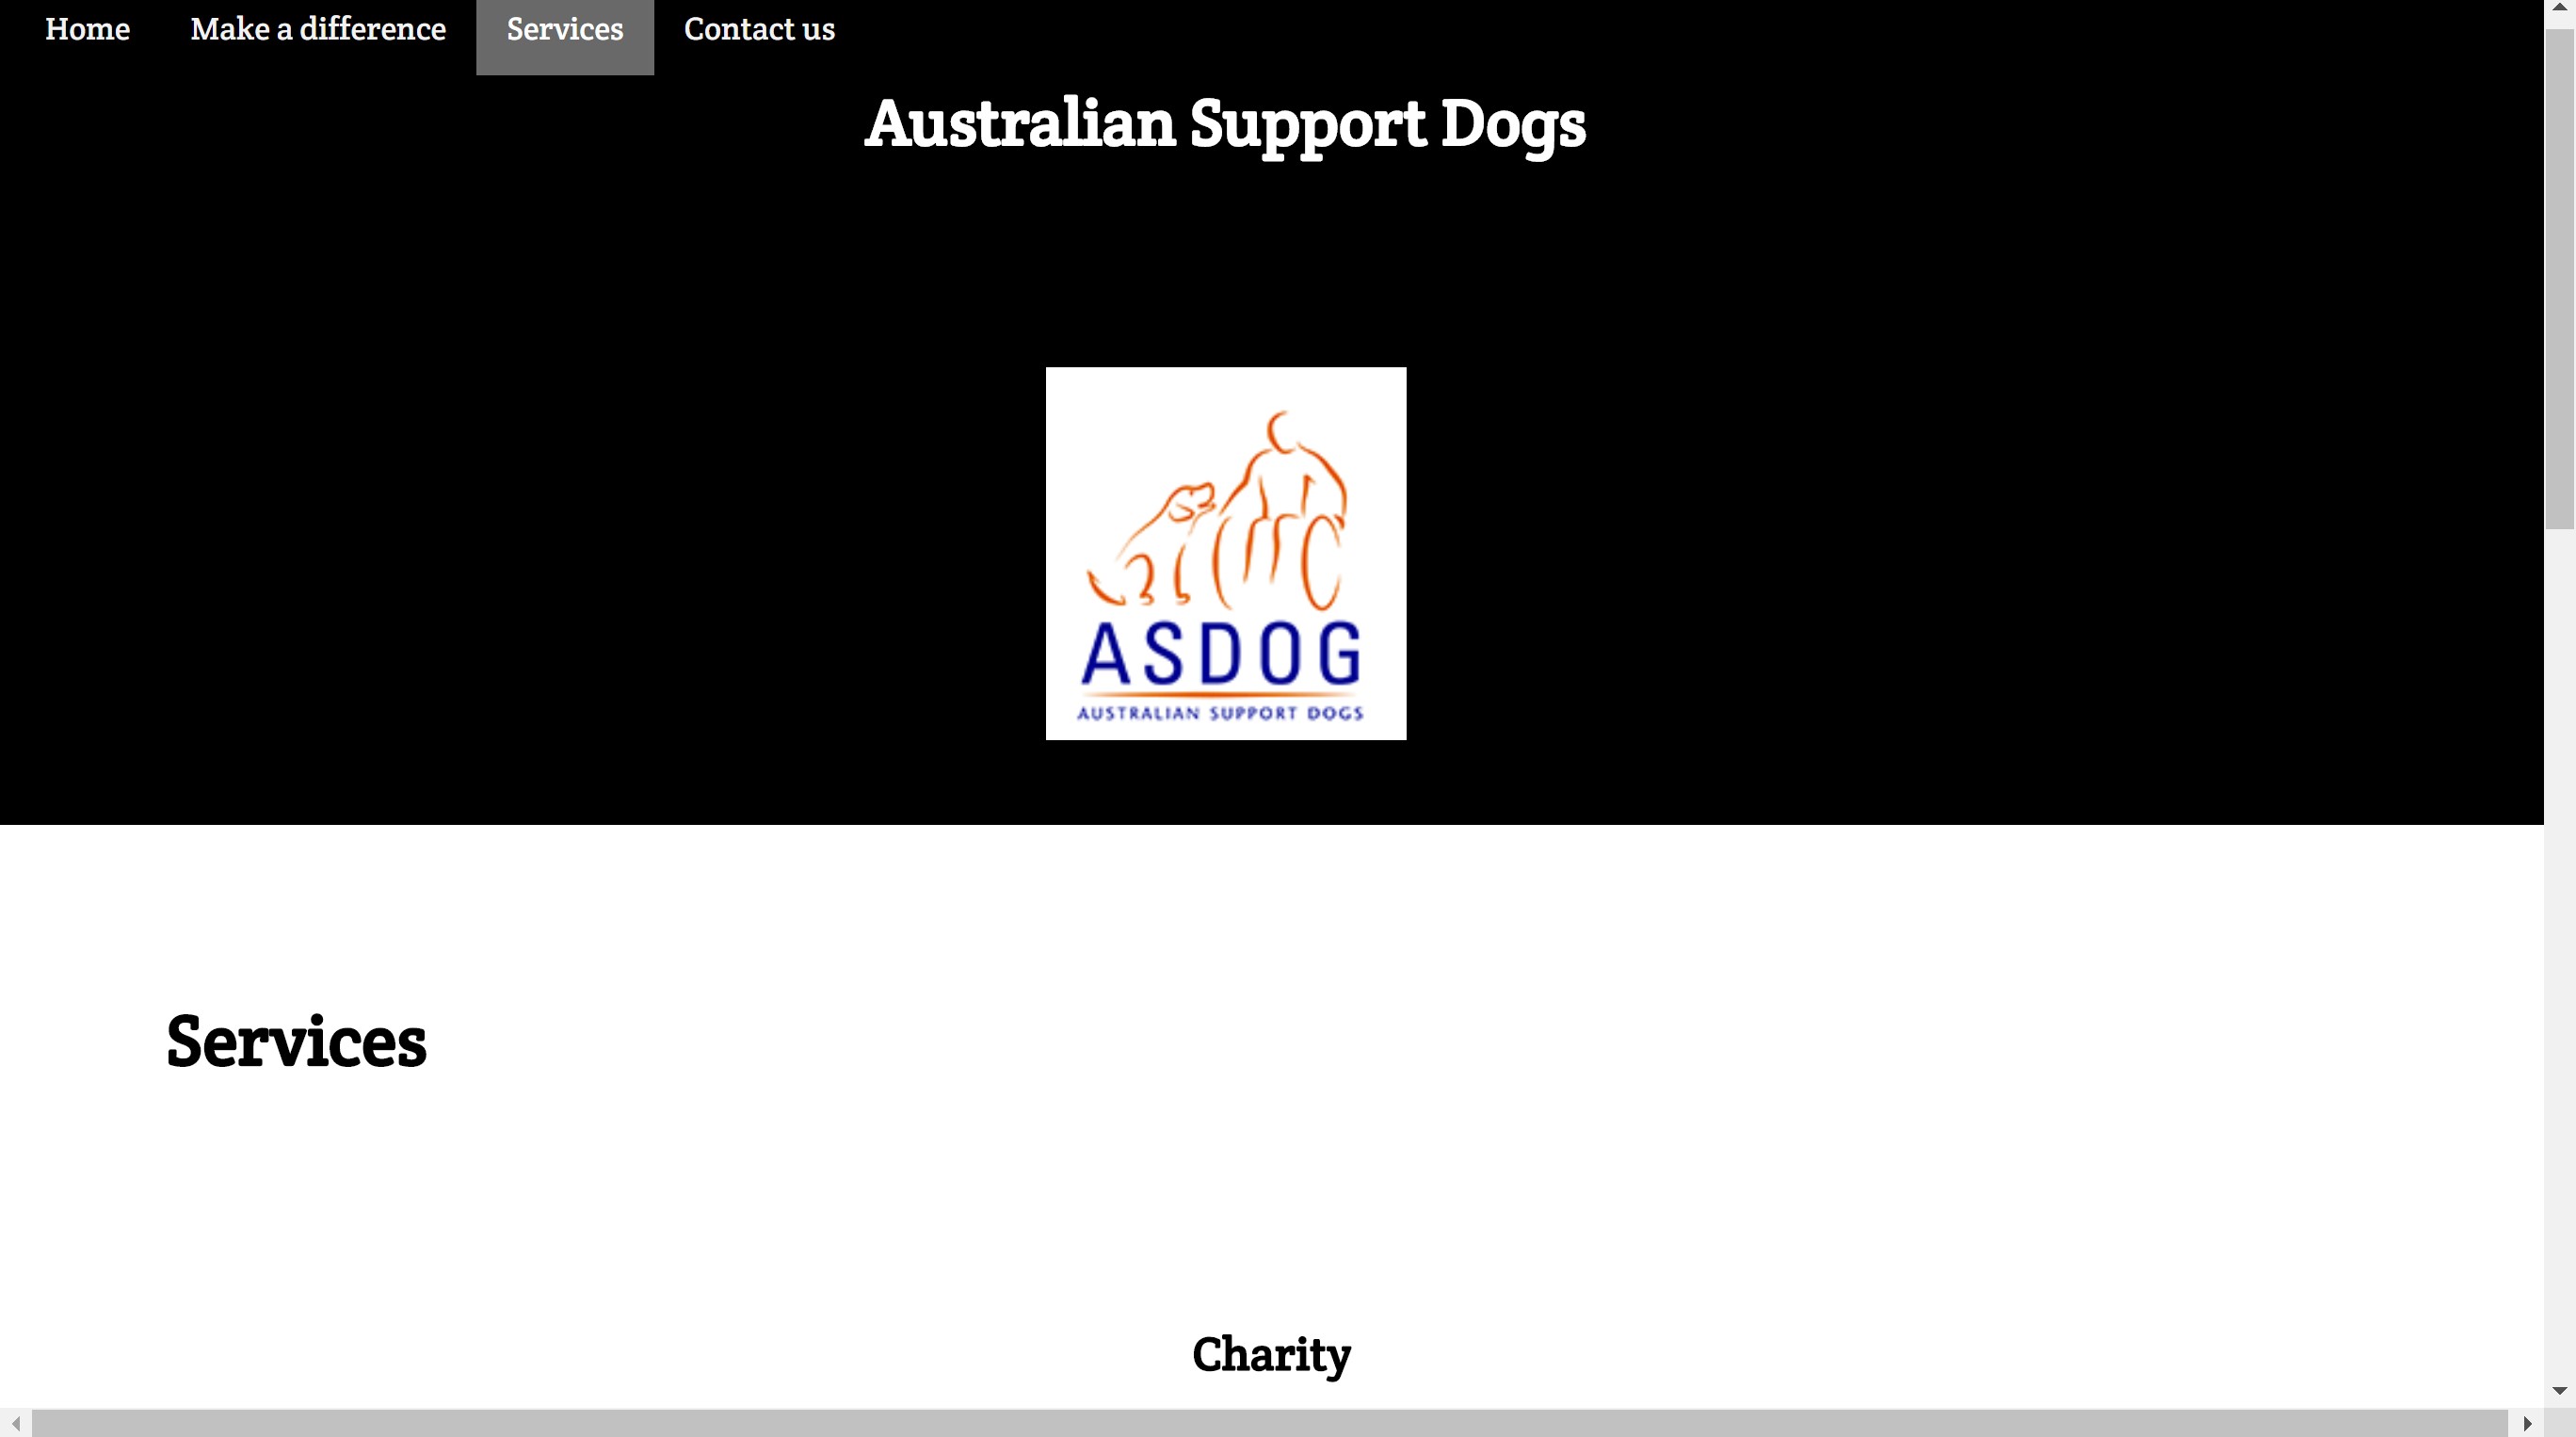 Home Make a difference Services Contact us
Australian Support Dogs
ASDOG
AUSTRALIAN SUPPORT DOGS
Services
Charity